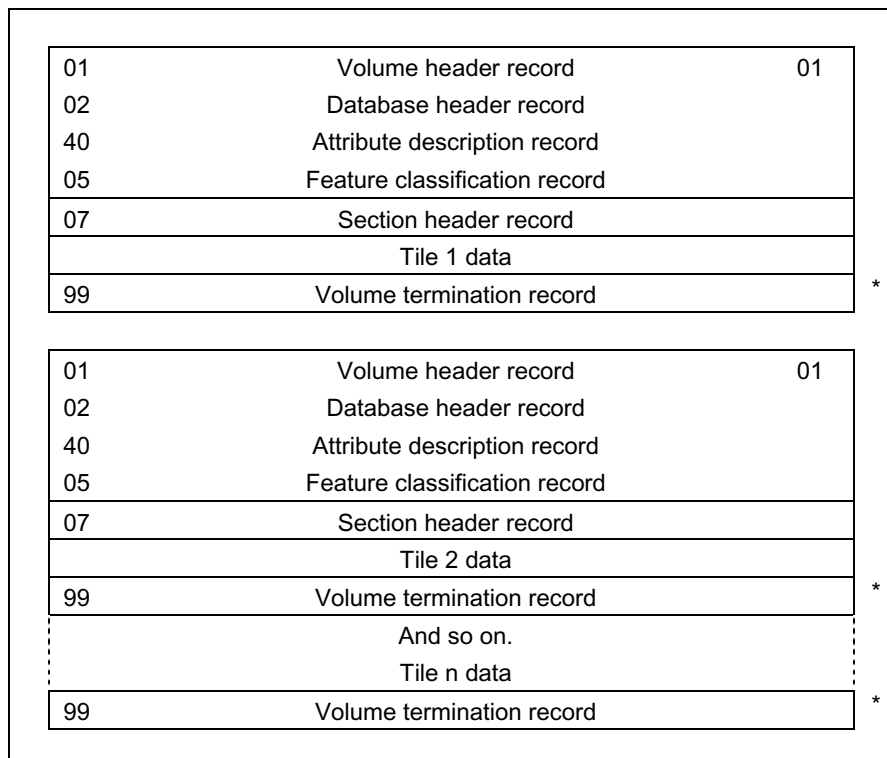 01 Volume header record 01
02 Database header record
40 Attribute description record
05 Feature classification record
07 Section header record
Tile 1 data
99 Volume termination record *
01 Volume header record 01
02 Database header record
40 Attribute description record
05 Feature classification record
07 Section header record
Tile 2 data
99 Volume termination record *
And so on.
Tile n data
99 Volume termination record *